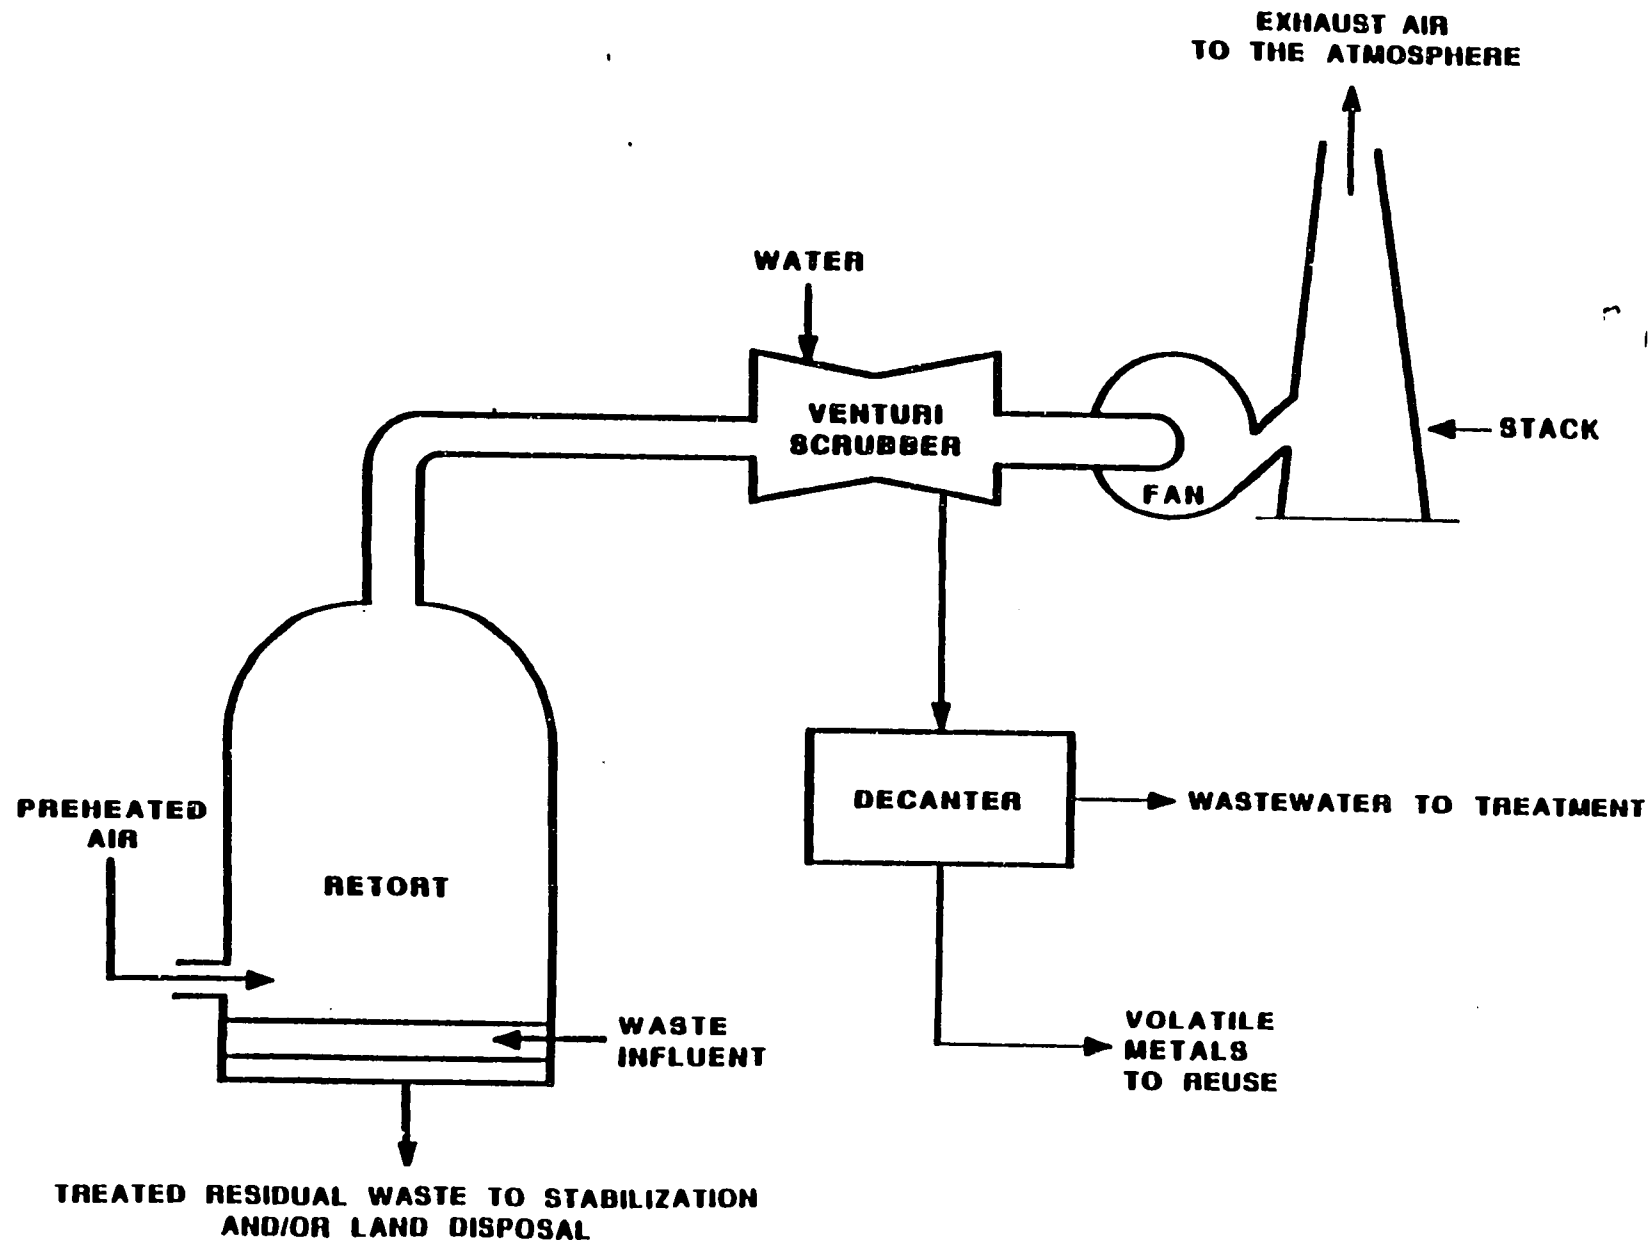 EXHAUST AIR
TO THE ATMOSPHERE
WATER
VENTURI
SCRUBBER
STACK
FAN
PREHEATED
AIR
DECANTER
WASTEWATER TO TREATMENT
RETORT
WASTE
INFLUENT
VOLATILE
METALS
TO REUSE
TREATED RESIDUAL WASTE TO STABILIZATION
AND/OR LAND DISPOSAL